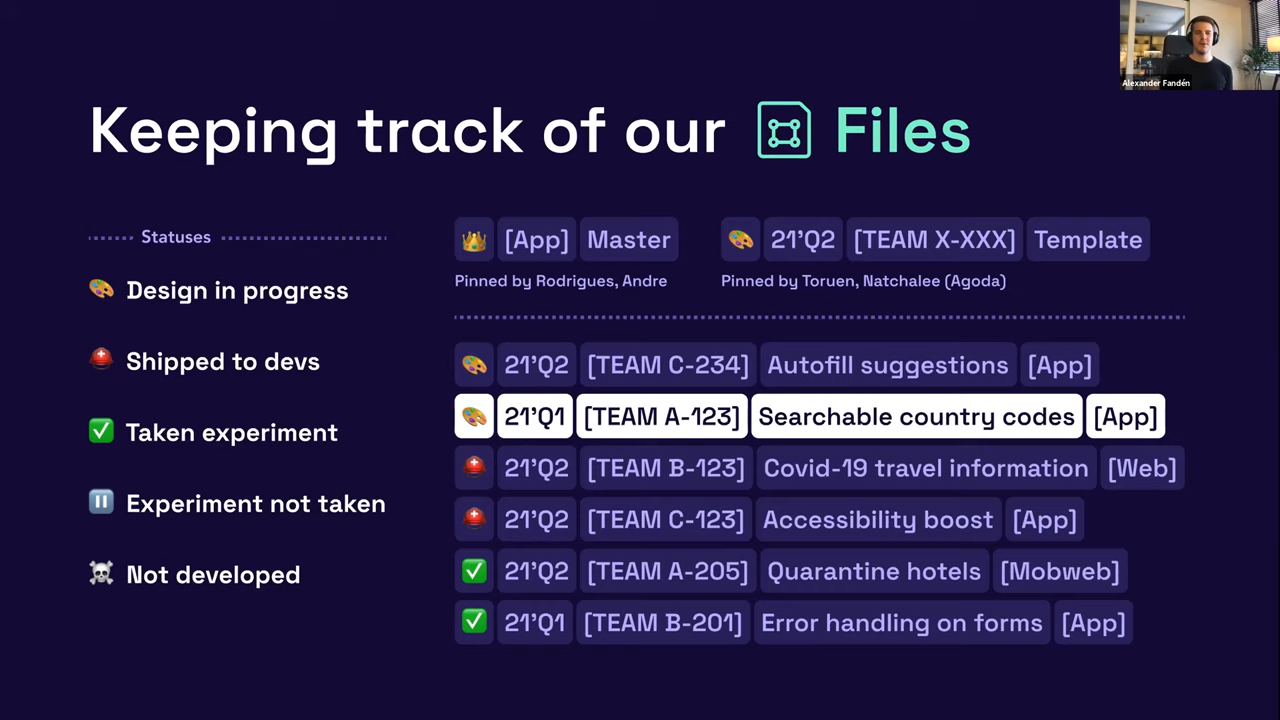 Alexander Fandén
Keeping track of our Files
Statuses
🎨 Design in progress
⛑️ Shipped to devs
✅ Taken experiment
⏸️ Experiment not taken
☠️ Not developed
👑 [App] Master
Pinned by Rodrigues, Andre
🎨 21'Q2 [TEAM X-XXX] Template
Pinned by Toruen, Natchalee (Agoda)
🎨 21'Q2 [TEAM C-234] Autofill suggestions [App]
🎨 21'Q1 [TEAM A-123] Searchable country codes [App]
⛑️ 21'Q2 [TEAM B-123] Covid-19 travel information [Web]
⛑️ 21'Q2 [TEAM C-123] Accessibility boost [App]
✅ 21'Q2 [TEAM A-205] Quarantine hotels [Mobweb]
✅ 21'Q1 [TEAM B-201] Error handling on forms [App]